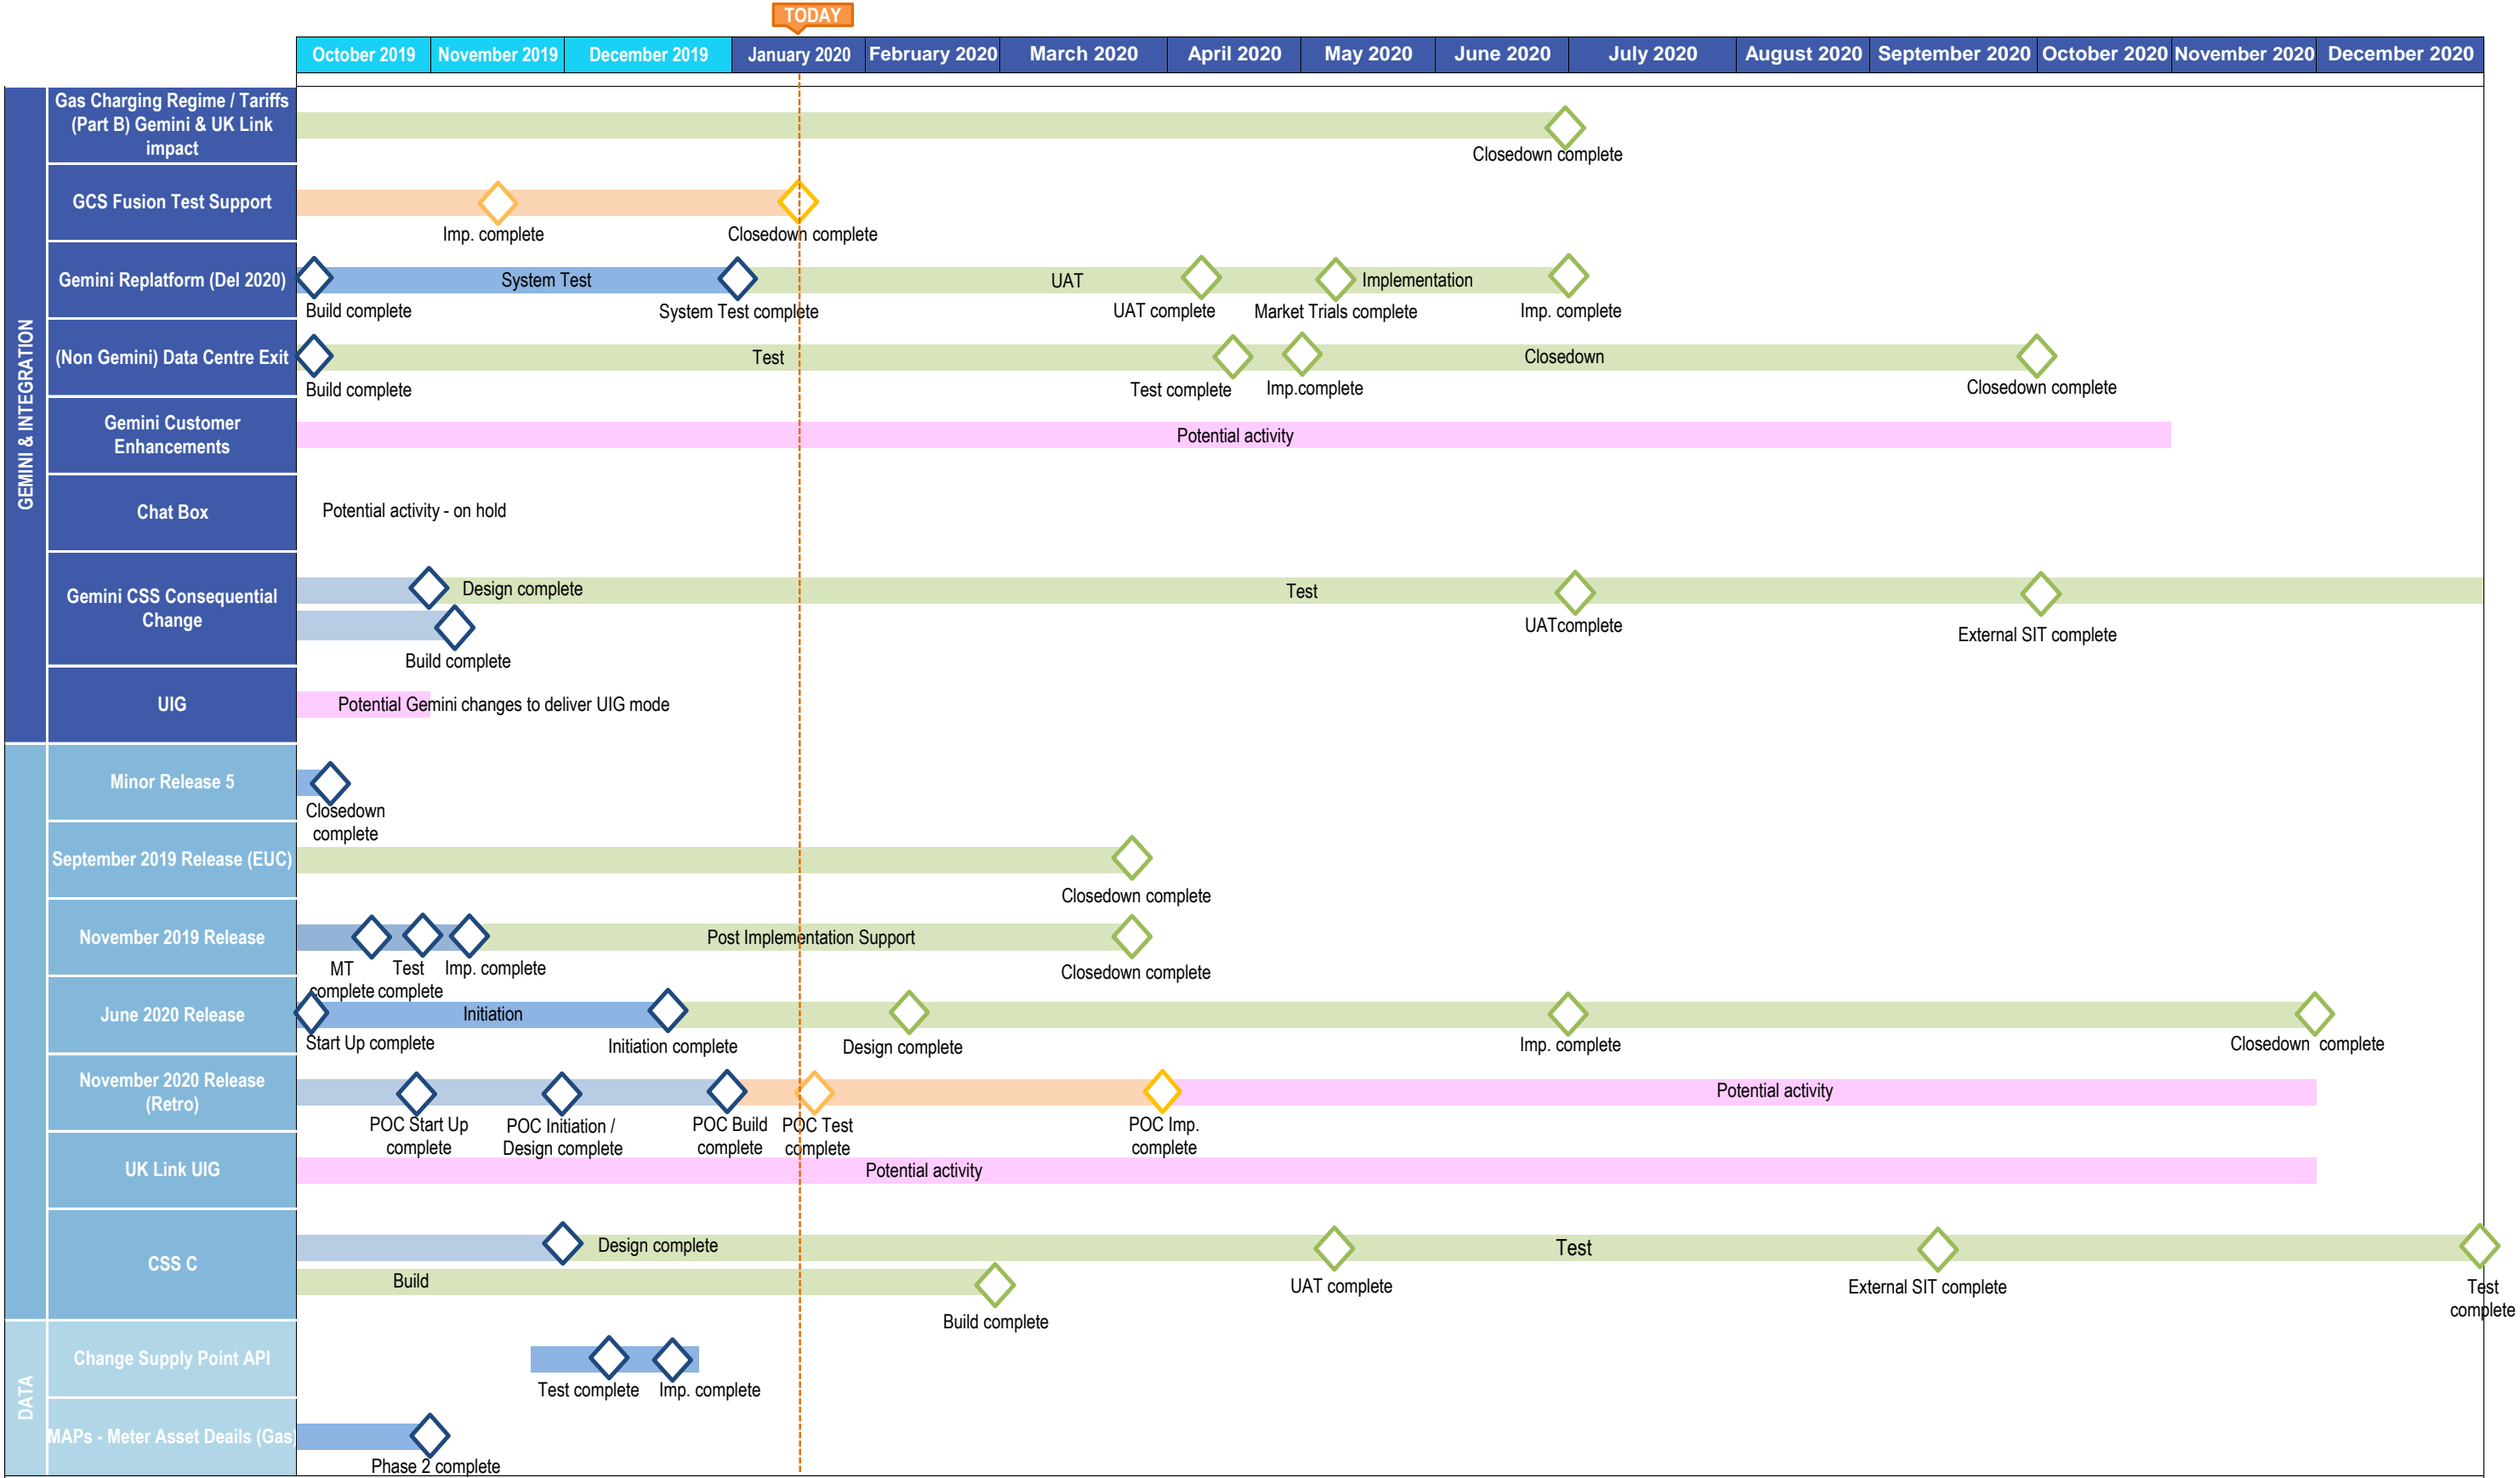 TODAY
October 2019 November 2019 December 2019 January 2020 February 2020 March 2020 April 2020 May 2020 June 2020 July 2020 August 2020 September 2020 October 2020 November 2020 December 2020
GEMINI & INTEGRATION
Gas Charging Regime / Tariffs
(Part B) Gemini & UK Link
impact
Closedown complete
GCS Fusion Test Support
Imp. complete
Closedown complete
Gemini Replatform (Del 2020)
System Test
UAT
Implementation
Build complete
System Test complete
UAT complete
Market Trials complete
Imp. complete
(Non Gemini) Data Centre Exit
Test
Closedown
Build complete
Test complete
Imp.complete
Closedown complete
Gemini Customer
Enhancements
Potential activity
Chat Box
Potential activity - on hold
Gemini CSS Consequential
Change
Design complete
Test
Build complete
UATcomplete
External SIT complete
UIG
Potential Gemini changes to deliver UIG mode
Minor Release 5
Closedown
complete
September 2019 Release (EUC)
Closedown complete
November 2019 Release
Post Implementation Support
MT
complete
Test
complete
Imp. complete
Closedown complete
June 2020 Release
Initiation
Start Up complete
Initiation complete
Design complete
Imp. complete
Closedown  complete
November 2020 Release
(Retro)
Potential activity
POC Start Up
complete
POC Initiation /
Design complete
POC Build
complete
POC Test
complete
POC Imp.
complete
UK Link UIG
Potential activity
CSS C
Design complete
Test
Build
UAT complete
External SIT complete
Test
complete
Build complete
DATA
Change Supply Point API
Test complete
Imp. complete
MAPs - Meter Asset Deails (Gas)
Phase 2 complete